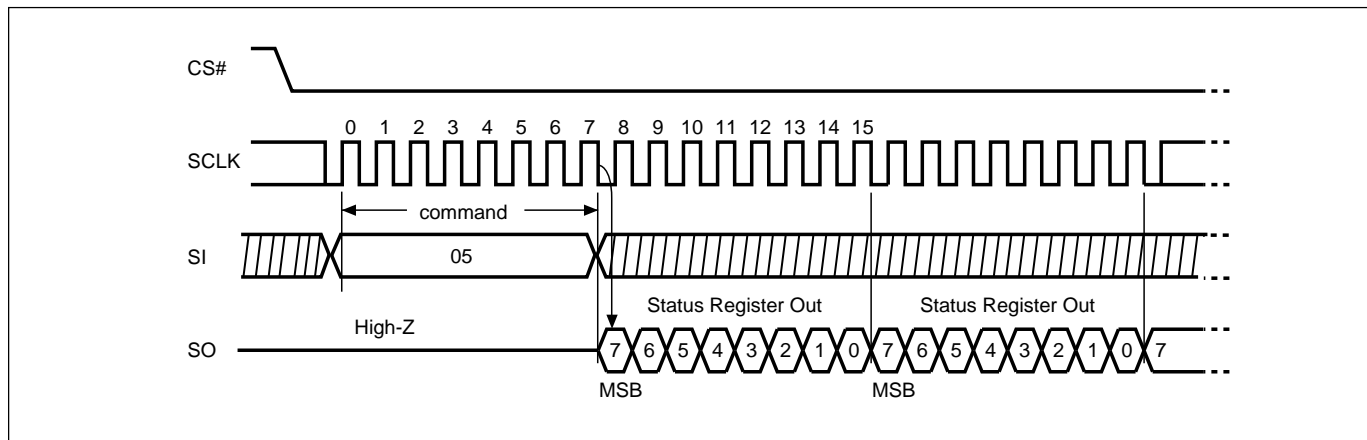 CS#
0 1 2 3 4 5 6 7 8 9 10 11 12 13 14 15
SCLK
command
SI
05
Status Register Out Status Register Out
High-Z
SO
7 6 5 4 3 2 1 0 7 6 5 4 3 2 1 0 7
MSB MSB